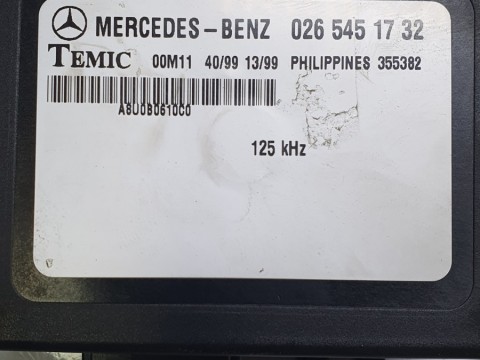 MERCEDES-BENZ 026 545 17 32
TEMIC 00M11 40/99 13/99 PHILIPPINES 355382
A8U0B0610C0
125 kHz